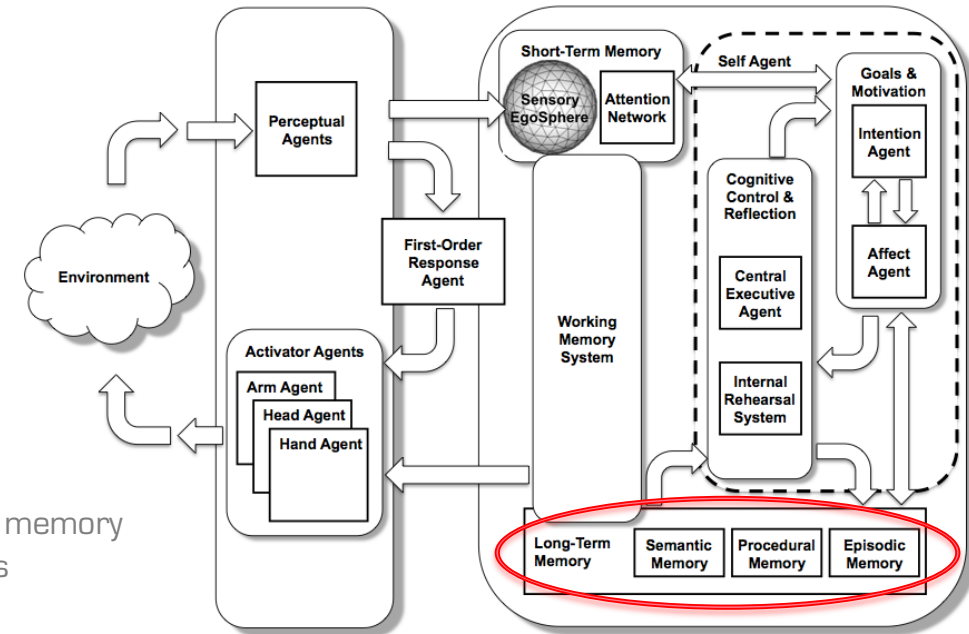 Short-Term Memory
Sensory
EgoSphere
Attention
Network
Self Agent
Goals &
Motivation
Intention
Agent
Affect
Agent
Perceptual
Agents
Cognitive
Control &
Reflection
Central
Executive
Agent
Internal
Rehearsal
System
First-Order
Response
Agent
Environment
Working
Memory
System
Activator Agents
Arm Agent
Head Agent
Hand Agent
memory
s
Long-Term
Memory
Semantic
Memory
Procedural
Memory
Episodic
Memory